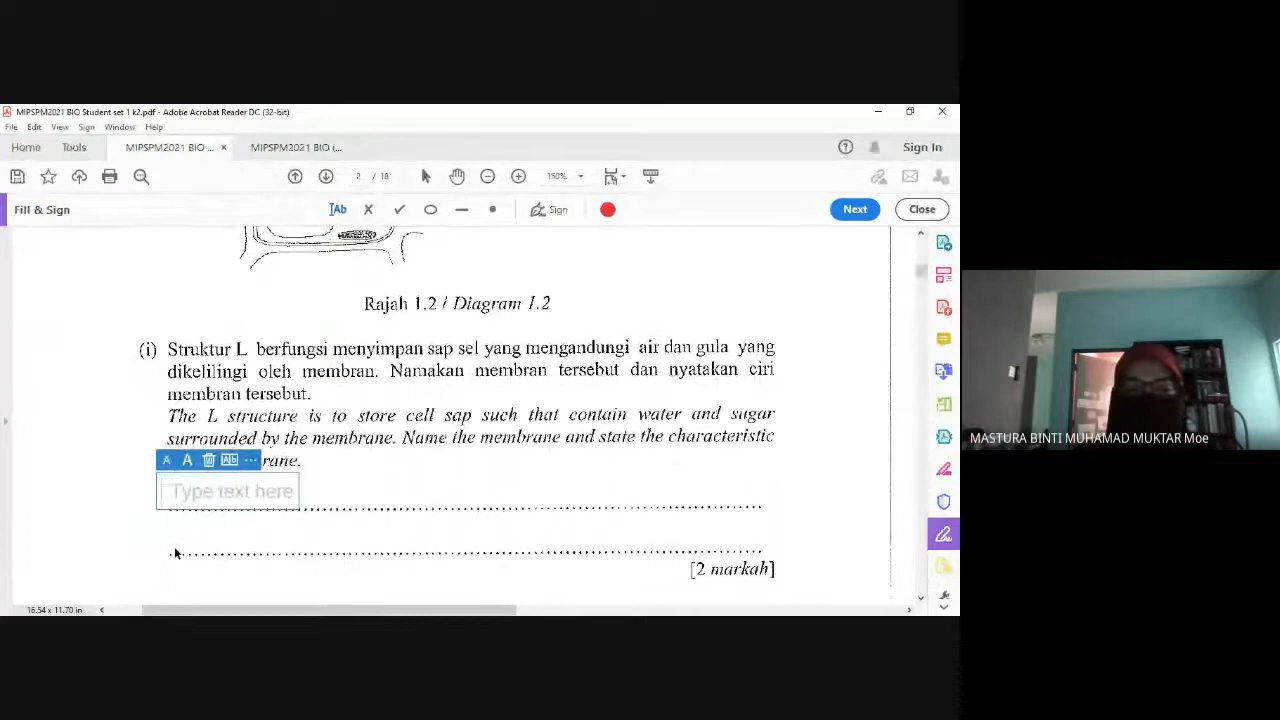 MIPSPM2021 BIO Student set 1 k2.pdf - Adobe Acrobat Reader DC (32-bit)
File Edit View Sign Window Help
Home Tools MIPSPM2021 BIO ... × MIPSPM2021 BIO (... Sign In
2 / 18 150%
Fill & Sign Ab Sign Next Close
Rajah 1.2 / Diagram 1.2
(i) Struktur L berfungsi menyimpan sap sel yang mengandungi air dan gula yang
dikelilingi oleh membran. Namakan membran tersebut dan nyatakan ciri
membran tersebut.
The L structure is to store cell sap such that contain water and sugar
surrounded by the membrane. Name the membrane and state the characteristic
A A Ab ... rane.
Type text here
[2 markah]
16.54 x 11.70 in
MASTURA BINTI MUHAMAD MUKTAR Moe